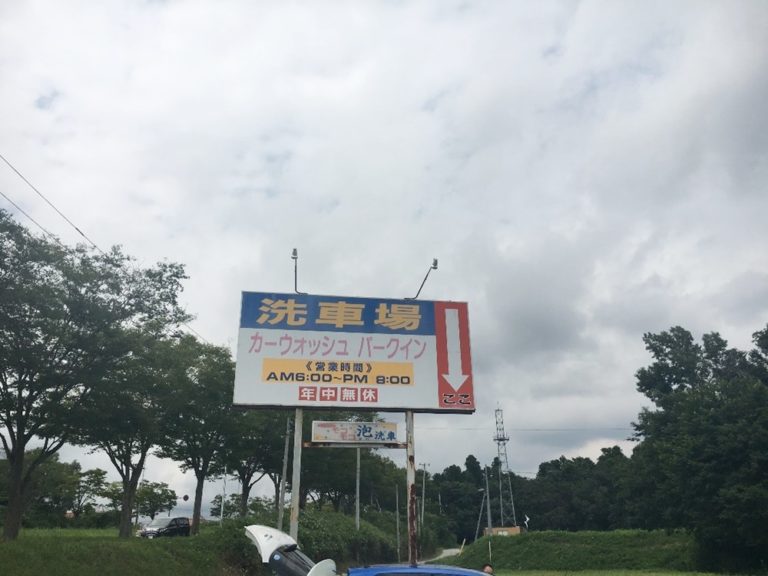 洗車場
カーウォッシュ パークイン
《営業時間》
AM6:00~PM 8:00
年中無休
ここ
泡洗車